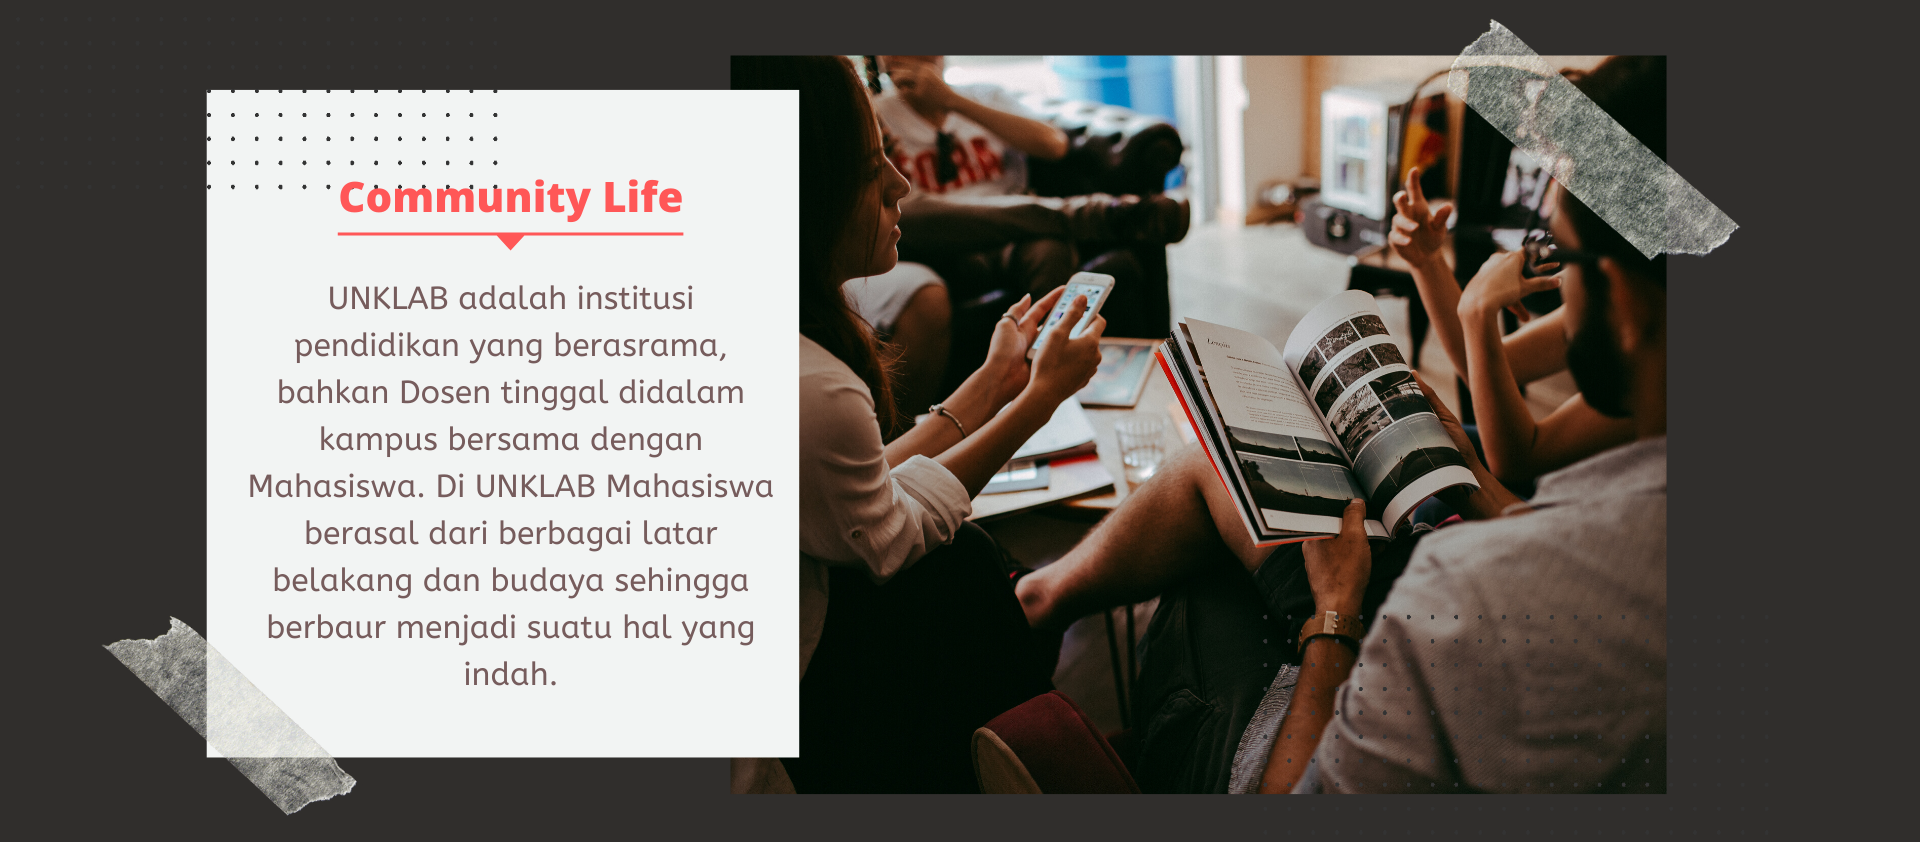 Community Life
UNKLAB adalah institusi
pendidikan yang berasrama,
bahkan Dosen tinggal didalam
kampus bersama dengan
Mahasiswa. Di UNKLAB Mahasiswa
berasal dari berbagai latar
belakang dan budaya sehingga
berbaur menjadi suatu hal yang
indah.